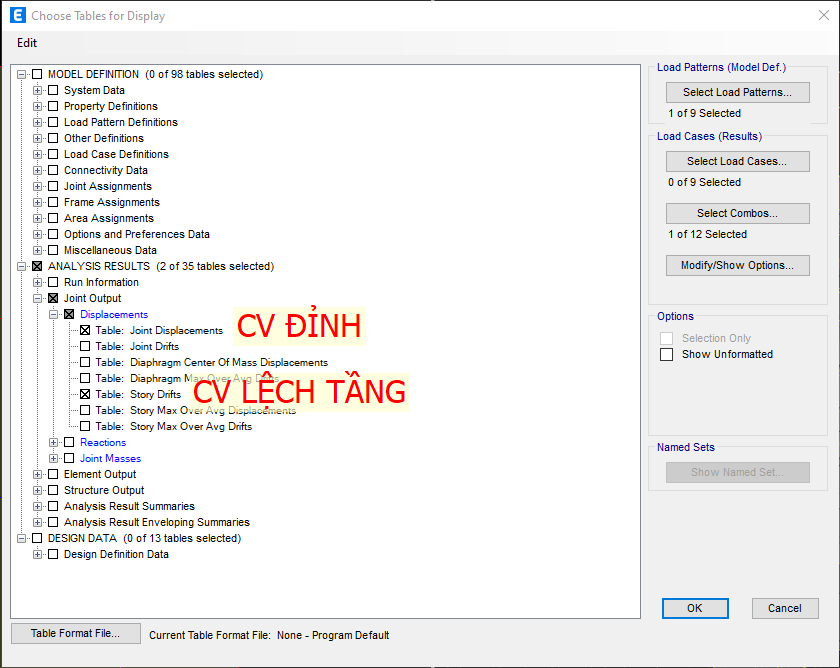 E Choose Tables for Display
Edit
MODEL DEFINITION (0 of 98 tables selected)
System Data
Property Definitions
Load Pattern Definitions
Other Definitions
Load Case Definitions
Connectivity Data
Joint Assignments
Frame Assignments
Area Assignments
Options and Preferences Data
Miscellaneous Data
ANALYSIS RESULTS (2 of 35 tables selected)
Run Information
Joint Output
Displacements
Table: Joint Displacements
CV ĐỈNH
Table: Joint Drifts
Table: Diaphragm Center Of Mass Displacements
Table: Diaphragm Max Over Avg Drifts
Table: Story Drifts
CV LỆCH TẦNG
Table: Story Max Over Avg Displacements
Table: Story Max Over Avg Drifts
Reactions
Joint Masses
Element Output
Structure Output
Analysis Result Summaries
Analysis Result Enveloping Summaries
DESIGN DATA (0 of 13 tables selected)
Design Definition Data
Load Patterns (Model Def.)
Select Load Patterns...
1 of 9 Selected
Load Cases (Results)
Select Load Cases...
0 of 9 Selected
Select Combos...
1 of 12 Selected
Modify/Show Options...
Options
Selection Only
Show Unformatted
Named Sets
Show Named Set...
OK
Cancel
Table Format File...
Current Table Format File: None - Program Default